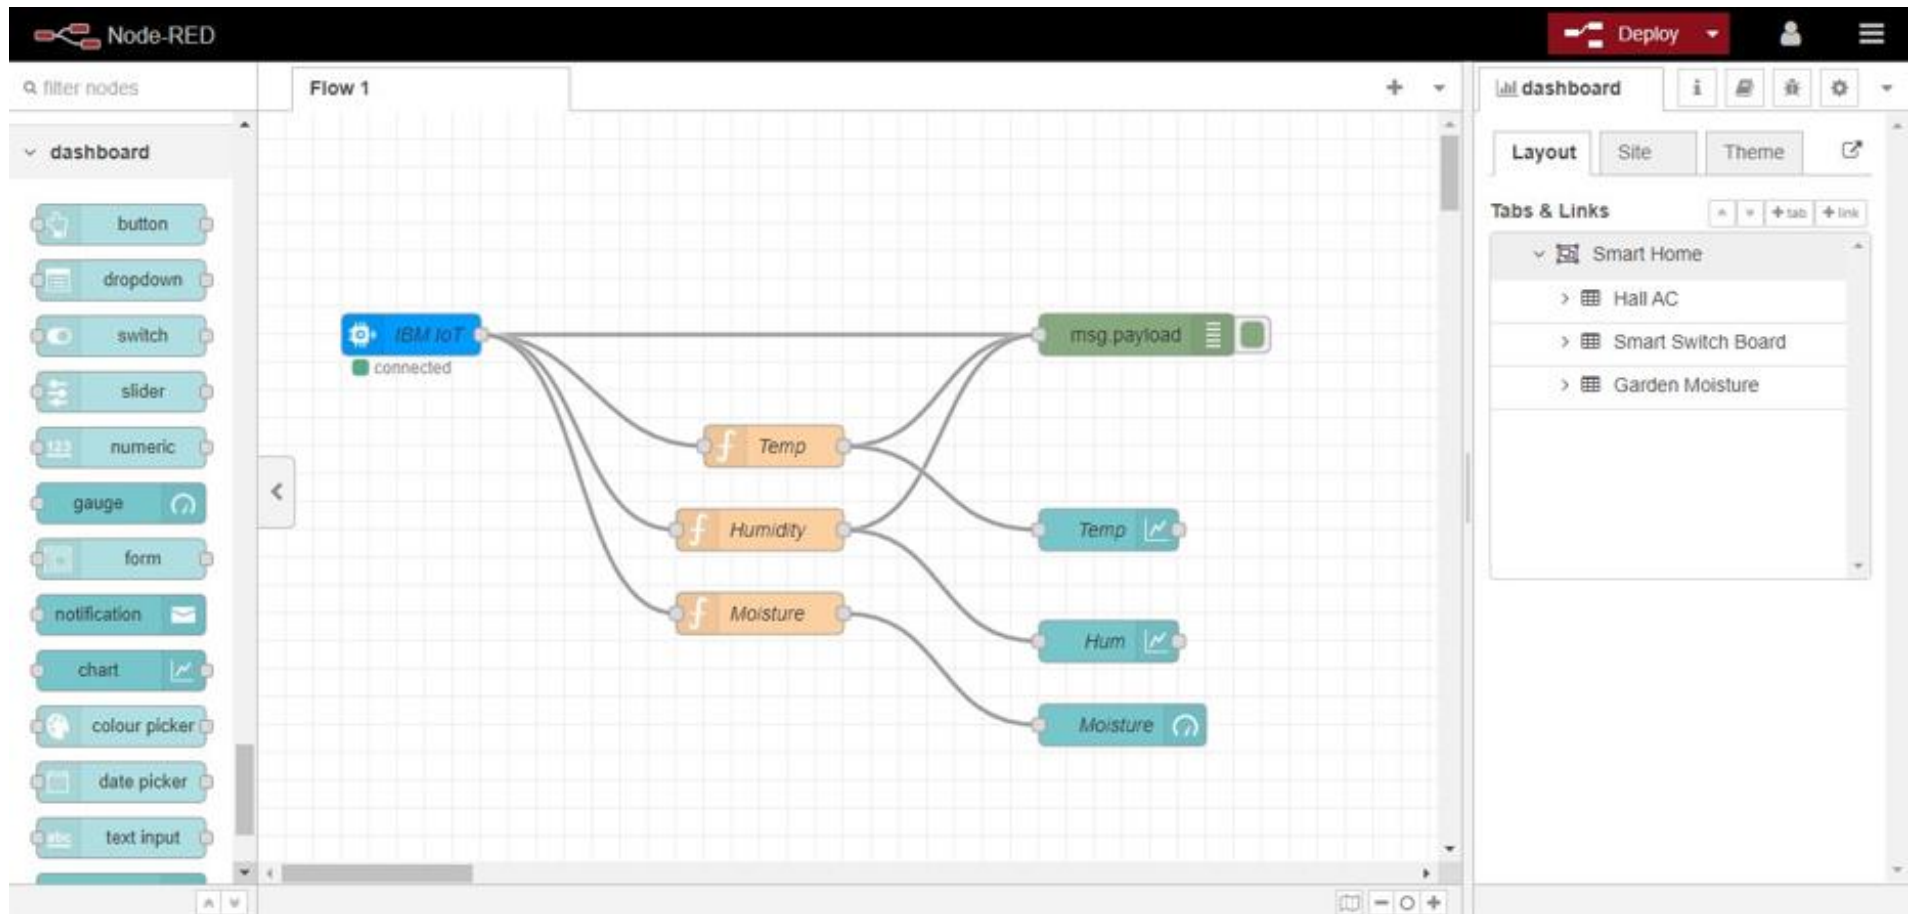 Node-RED
Deploy
filter nodes
Flow 1
dashboard
dashboard
button
dropdown
switch
slider
123
numeric
gauge
form
notification
chart
colour picker
date picker
abc
text input
IBM IoT
connected
msg.payload
Temp
Humidity
Temp
Moisture
Hum
Moisture
i
Layout
Site
Theme
Tabs & Links
+ tab
+ link
Smart Home
Hall AC
Smart Switch Board
Garden Moisture